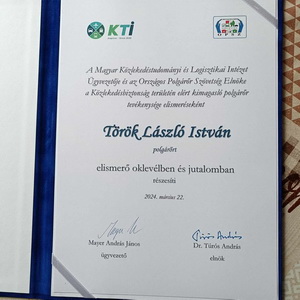 KTI
A Magyar Közlekedéstudományi és Logisztikai Intézet
Ügyvezetője és az Országos Polgárőr Szövetség Elnöke
a Közlekedésbiztonság területén elért kimagasló polgárőr
tevékenysége elismeréseként
Török László István
polgárőrt
elismerő oklevélben és jutalomban
részesíti
2024. március 22.
Mayer András János
ügyvezető
Dr. Túrós András
elnök